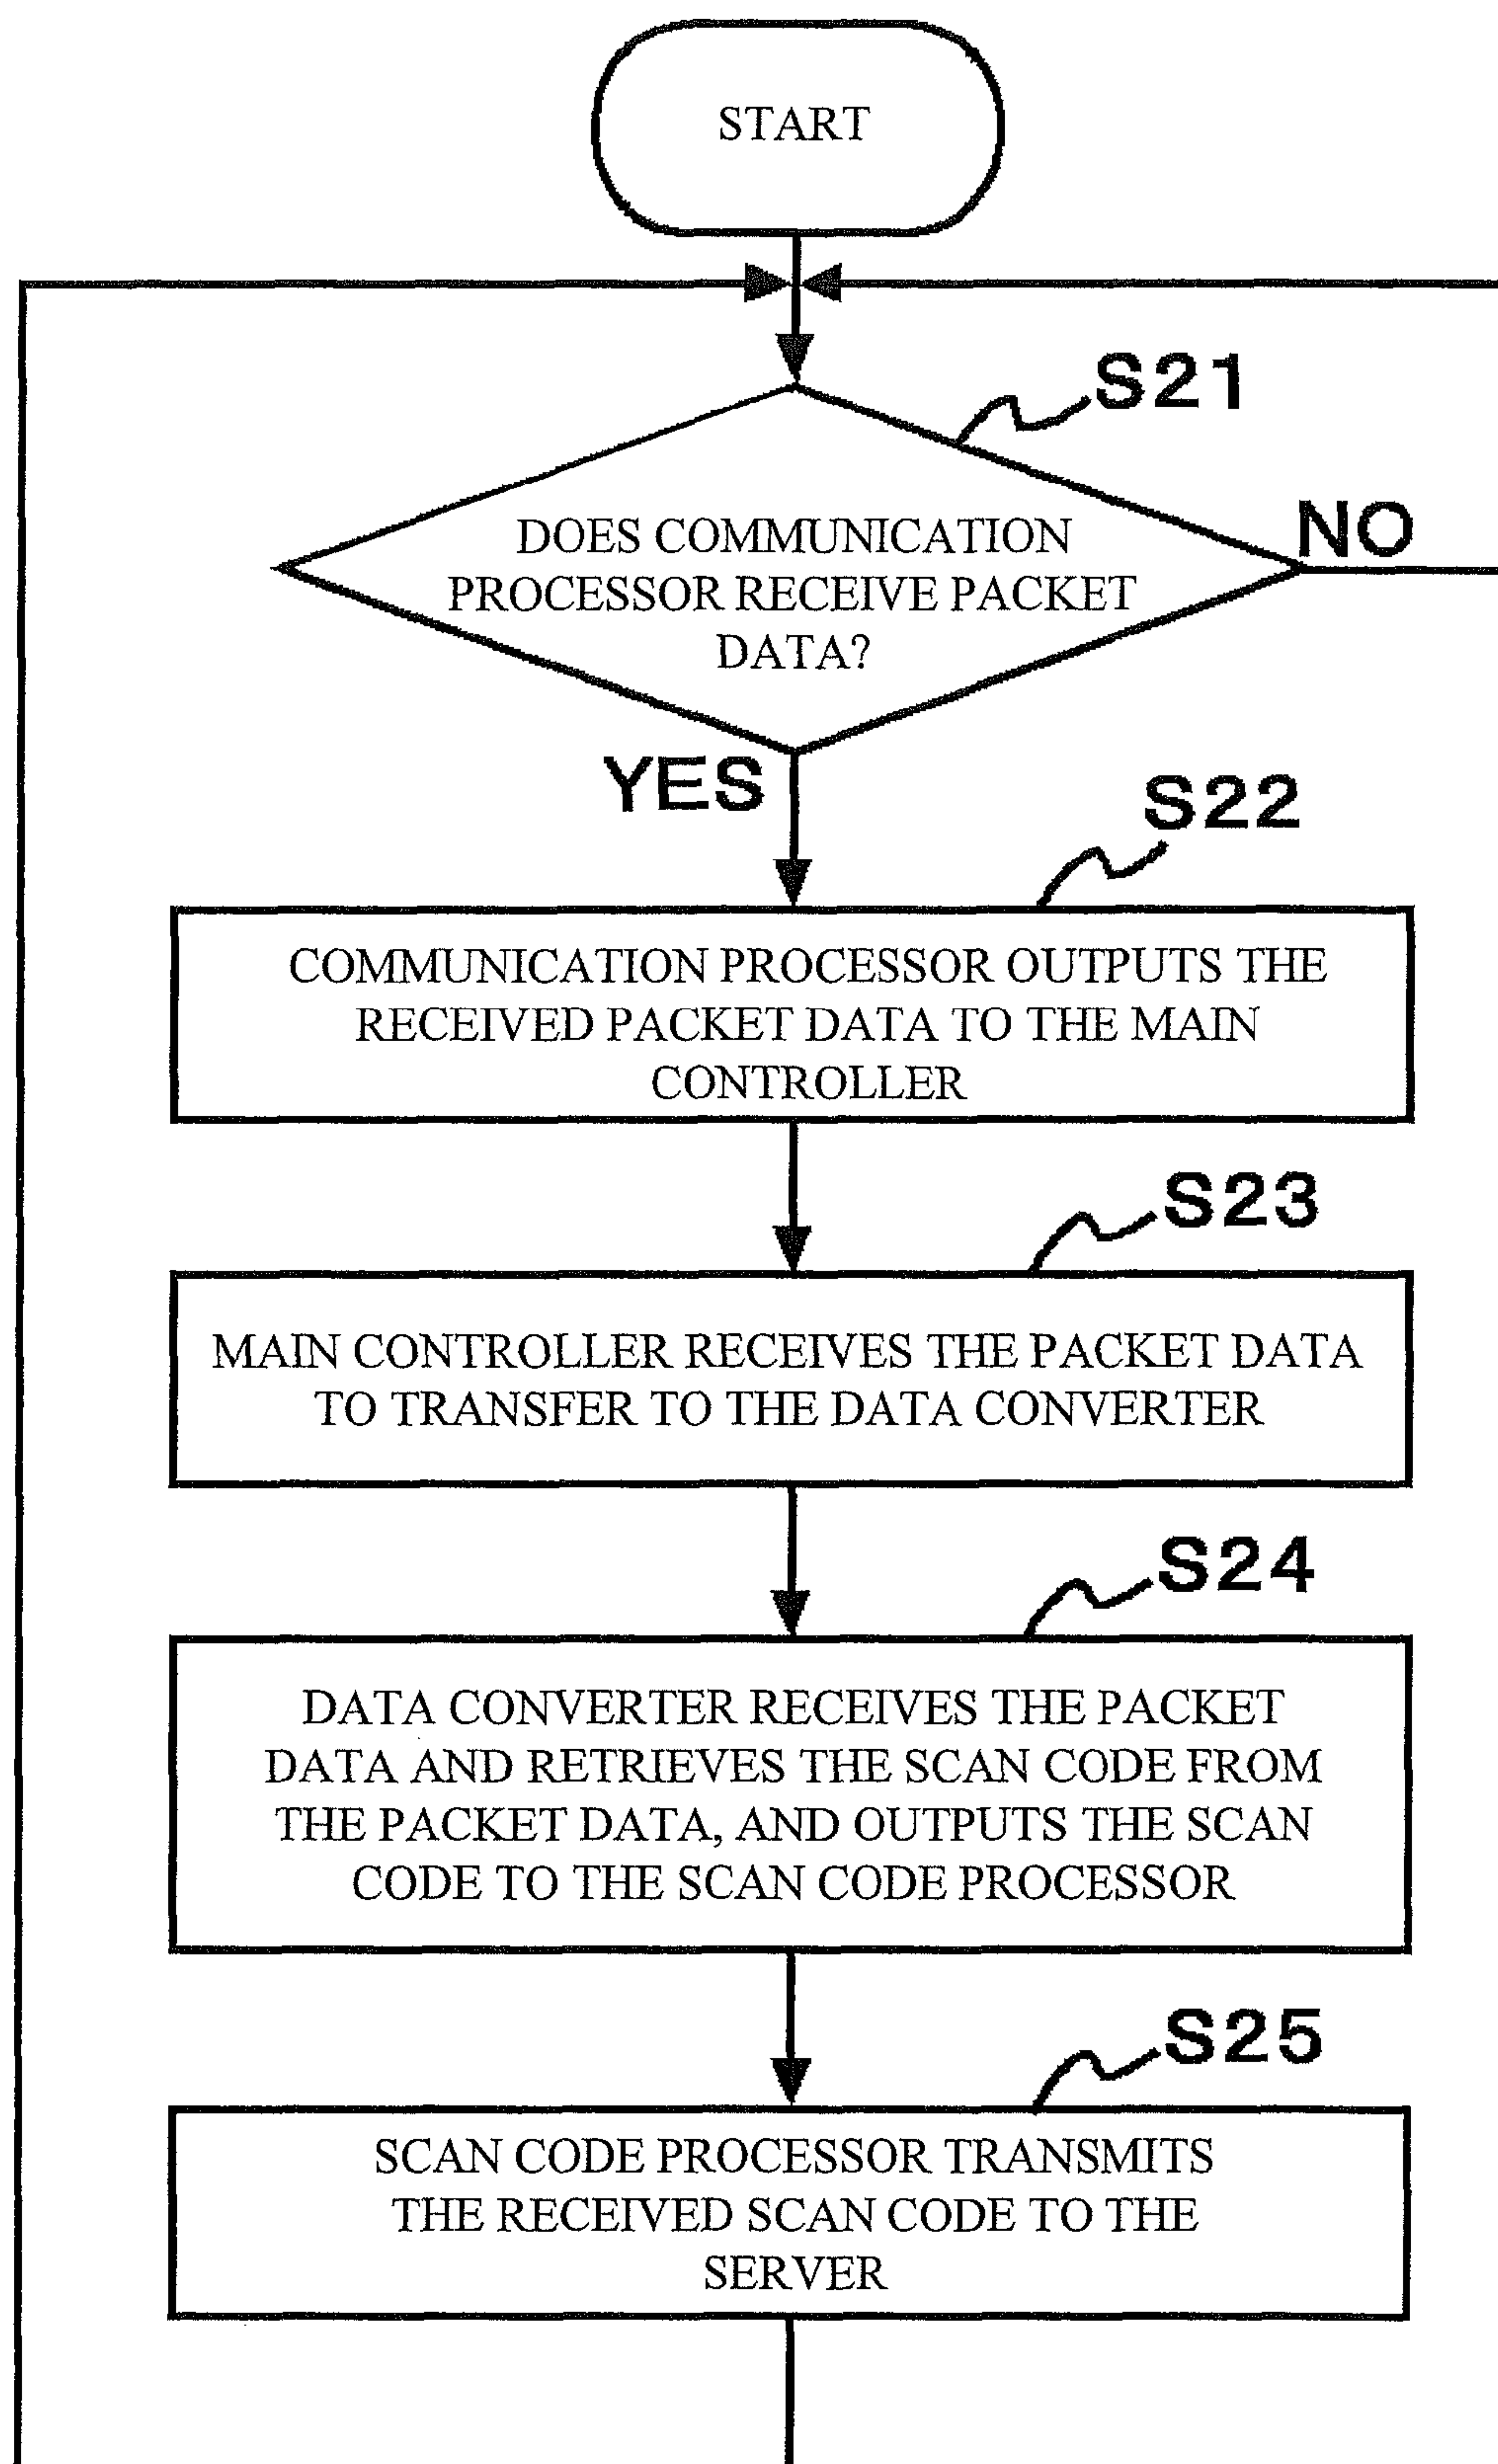 START
S21
DOES COMMUNICATION
PROCESSOR RECEIVE PACKET
DATA?
NO
YES
S22
COMMUNICATION PROCESSOR OUTPUTS THE
RECEIVED PACKET DATA TO THE MAIN
CONTROLLER
S23
MAIN CONTROLLER RECEIVES THE PACKET DATA
TO TRANSFER TO THE DATA CONVERTER
S24
DATA CONVERTER RECEIVES THE PACKET
DATA AND RETRIEVES THE SCAN CODE FROM
THE PACKET DATA, AND OUTPUTS THE SCAN
CODE TO THE SCAN CODE PROCESSOR
S25
SCAN CODE PROCESSOR TRANSMITS
THE RECEIVED SCAN CODE TO THE
SERVER